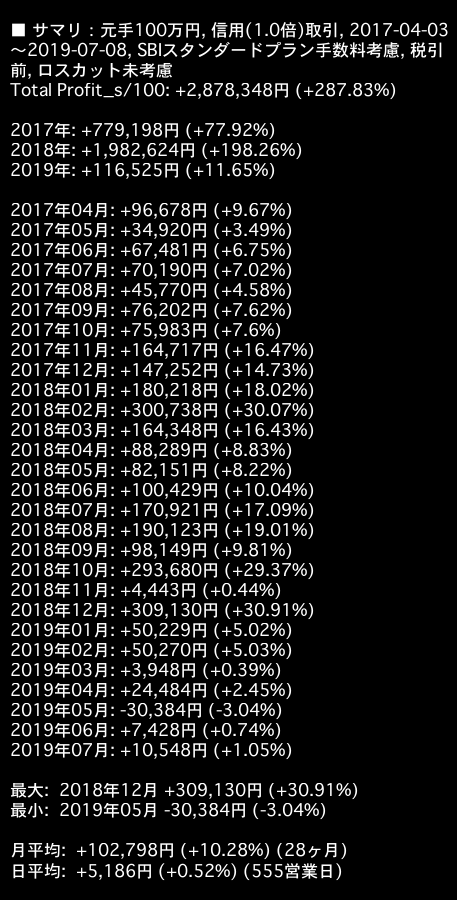 ■ サマリ：元手100万円, 信用(1.0倍)取引, 2017-04-03
～2019-07-08, SBIスタンダードプラン手数料考慮, 税引
前, ロスカット未考慮
Total Profit_s/100: +2,878,348円 (+287.83%)
2017年: +779,198円 (+77.92%)
2018年: +1,982,624円 (+198.26%)
2019年: +116,525円 (+11.65%)
2017年04月: +96,678円 (+9.67%)
2017年05月: +34,920円 (+3.49%)
2017年06月: +67,481円 (+6.75%)
2017年07月: +70,190円 (+7.02%)
2017年08月: +45,770円 (+4.58%)
2017年09月: +76,202円 (+7.62%)
2017年10月: +75,983円 (+7.6%)
2017年11月: +164,717円 (+16.47%)
2017年12月: +147,252円 (+14.73%)
2018年01月: +180,218円 (+18.02%)
2018年02月: +300,738円 (+30.07%)
2018年03月: +164,348円 (+16.43%)
2018年04月: +88,289円 (+8.83%)
2018年05月: +82,151円 (+8.22%)
2018年06月: +100,429円 (+10.04%)
2018年07月: +170,921円 (+17.09%)
2018年08月: +190,123円 (+19.01%)
2018年09月: +98,149円 (+9.81%)
2018年10月: +293,680円 (+29.37%)
2018年11月: +4,443円 (+0.44%)
2018年12月: +309,130円 (+30.91%)
2019年01月: +50,229円 (+5.02%)
2019年02月: +50,270円 (+5.03%)
2019年03月: +3,948円 (+0.39%)
2019年04月: +24,484円 (+2.45%)
2019年05月: -30,384円 (-3.04%)
2019年06月: +7,428円 (+0.74%)
2019年07月: +10,548円 (+1.05%)
最大: 2018年12月 +309,130円 (+30.91%)
最小: 2019年05月 -30,384円 (-3.04%)
月平均: +102,798円 (+10.28%) (28ヶ月)
日平均: +5,186円 (+0.52%) (555営業日)